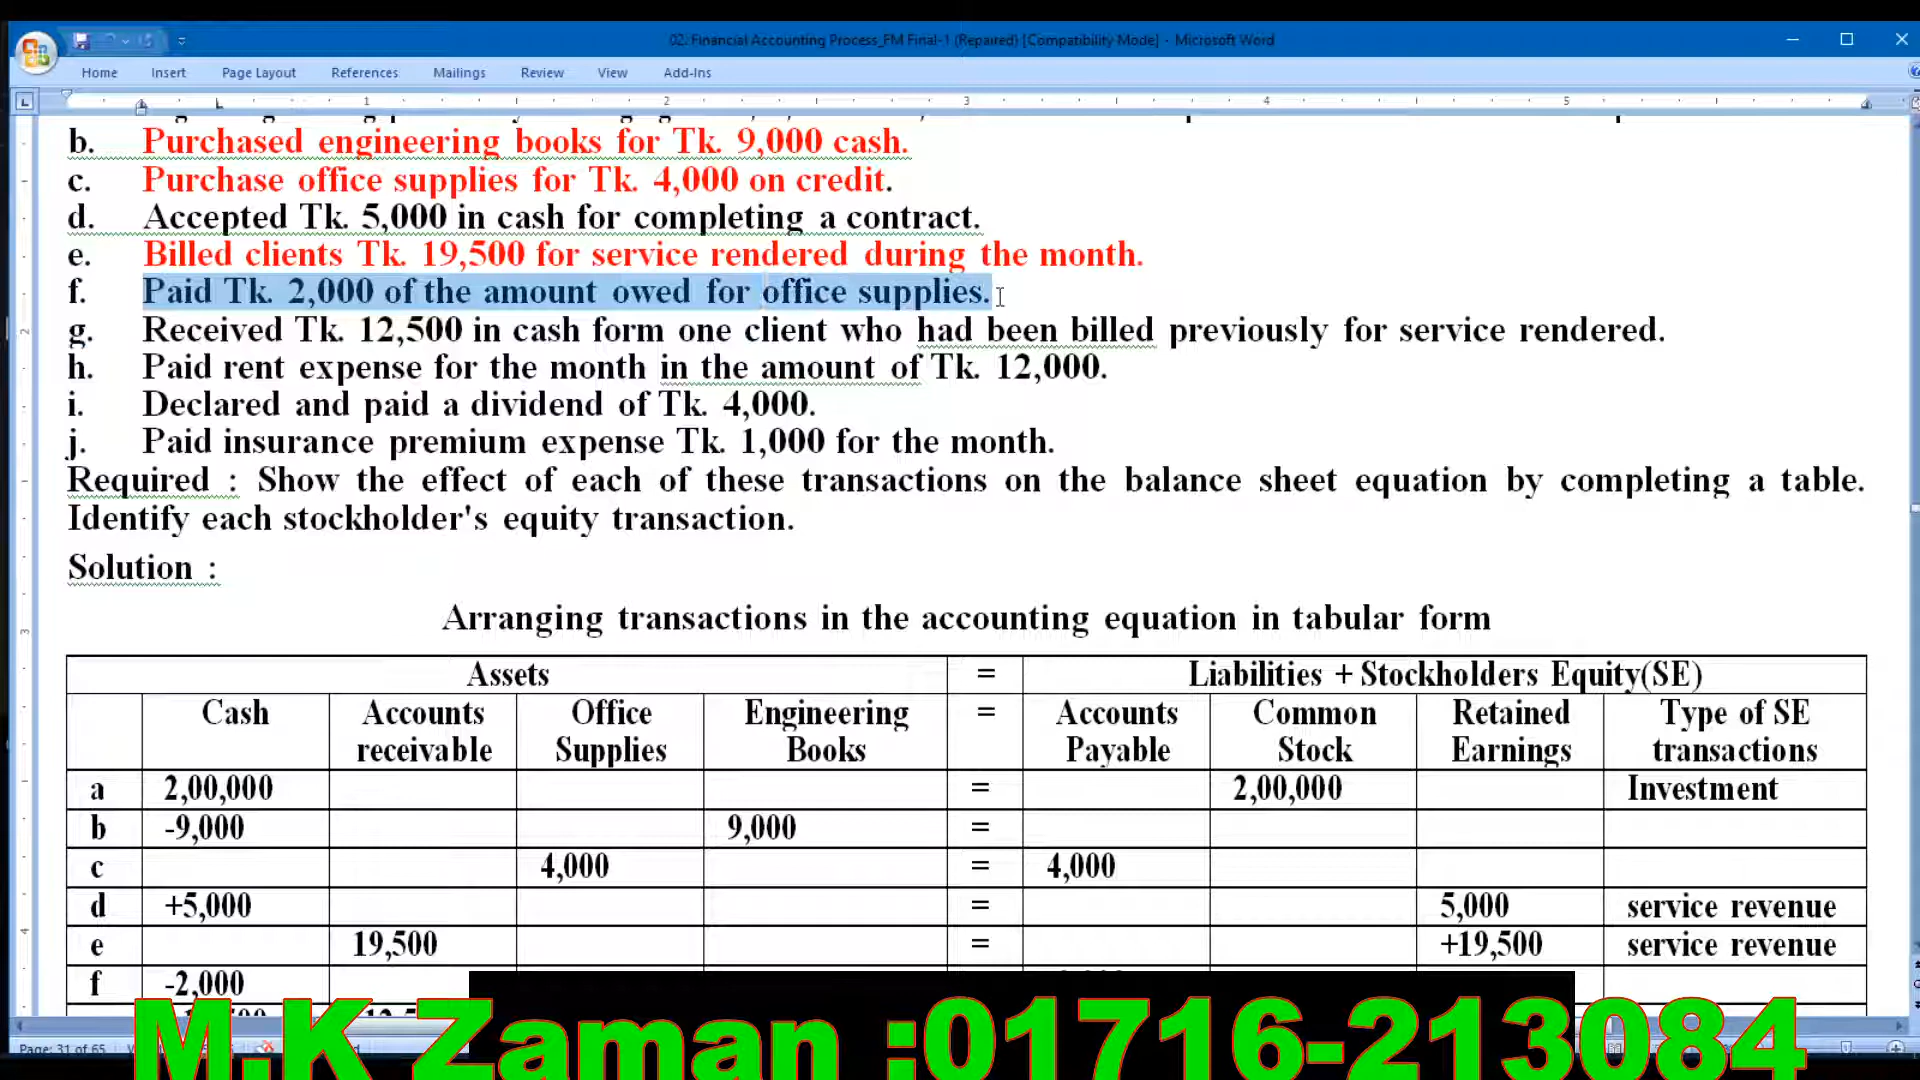 02. Financial Accounting Process_FM Final-1 (Repaired) [Compatibility Mode] - Microsoft Word
Home Insert Page Layout References Mailings Review View Add-Ins
1 2 3 4 5
b. Purchased engineering books for Tk. 9,000 cash.
c. Purchase office supplies for Tk. 4,000 on credit.
d. Accepted Tk. 5,000 in cash for completing a contract.
e. Billed clients Tk. 19,500 for service rendered during the month.
f. Paid Tk. 2,000 of the amount owed for office supplies.
g. Received Tk. 12,500 in cash form one client who had been billed previously for service rendered.
h. Paid rent expense for the month in the amount of Tk. 12,000.
i. Declared and paid a dividend of Tk. 4,000.
j. Paid insurance premium expense Tk. 1,000 for the month.
Required : Show the effect of each of these transactions on the balance sheet equation by completing a table.
Identify each stockholder's equity transaction.
Solution :
Arranging transactions in the accounting equation in tabular form
Assets = Liabilities + Stockholders Equity(SE)
Cash Accounts receivable Office Supplies Engineering Books = Accounts Payable Common Stock Retained Earnings Type of SE transactions
a 2,00,000 = 2,00,000 Investment
b -9,000 9,000 =
c 4,000 = 4,000
d +5,000 = 5,000 service revenue
e 19,500 = +19,500 service revenue
f -2,000
Page: 31 of 65
M.K Zaman :01716-213084